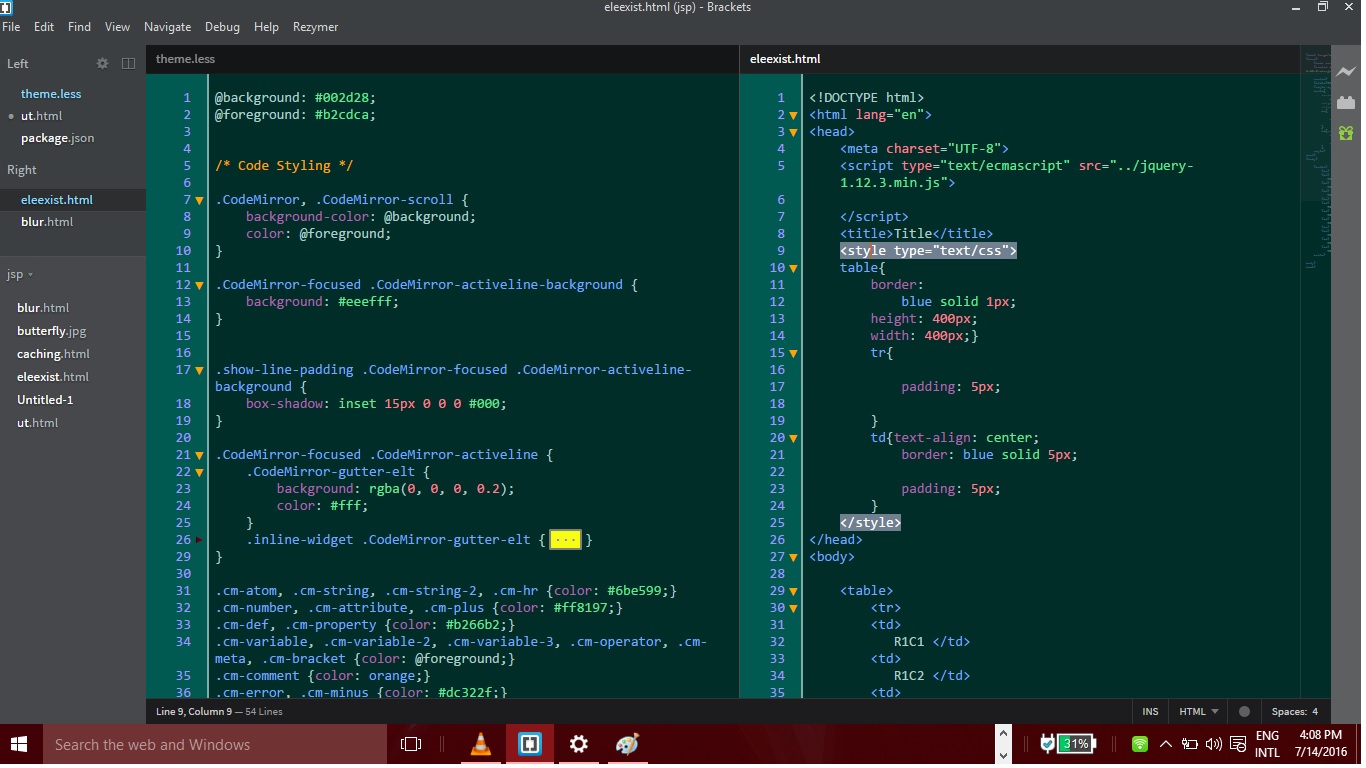 eleexist.html (jsp) - Brackets
File Edit Find View Navigate Debug Help Rezymer
Left
theme.less
ut.html
package.json
Right
eleexist.html
blur.html
jsp
blur.html
butterfly.jpg
caching.html
eleexist.html
Untitled-1
ut.html
theme.less
1 @background: #002d28;
2 @foreground: #b2cdca;
3
4
5 /* Code Styling */
6
7 .CodeMirror, .CodeMirror-scroll {
8 background-color: @background;
9 color: @foreground;
10 }
11
12 .CodeMirror-focused .CodeMirror-activeline-background {
13 background: #eeefff;
14 }
15
16
17 .show-line-padding .CodeMirror-focused .CodeMirror-activeline-
background {
18 box-shadow: inset 15px 0 0 0 #000;
19 }
20
21 .CodeMirror-focused .CodeMirror-activeline {
22 .CodeMirror-gutter-elt {
23 background: rgba(0, 0, 0, 0.2);
24 color: #fff;
25 }
26 .inline-widget .CodeMirror-gutter-elt { ... }
29 }
30
31 .cm-atom, .cm-string, .cm-string-2, .cm-hr {color: #6be599;}
32 .cm-number, .cm-attribute, .cm-plus {color: #ff8197;}
33 .cm-def, .cm-property {color: #b266b2;}
34 .cm-variable, .cm-variable-2, .cm-variable-3, .cm-operator, .cm-
meta, .cm-bracket {color: @foreground;}
35 .cm-comment {color: orange;}
36 .cm-error, .cm-minus {color: #dc322f;}
eleexist.html
1 <!DOCTYPE html>
2 <html lang="en">
3 <head>
4 <meta charset="UTF-8">
5 <script type="text/ecmascript" src="../jquery-
1.12.3.min.js">
6
7 </script>
8 <title>Title</title>
9 <style type="text/css">
10 table{
11 border:
12 blue solid 1px;
13 height: 400px;
14 width: 400px;}
15 tr{
16
17 padding: 5px;
18
19 }
20 td{text-align: center;
21 border: blue solid 5px;
22
23 padding: 5px;
24 }
25 </style>
26 </head>
27 <body>
28
29 <table>
30 <tr>
31 <td>
32 R1C1 </td>
33 <td>
34 R1C2 </td>
35 <td>
Line 9, Column 9 — 54 Lines
INS HTML Spaces: 4
Search the web and Windows
31%
ENG
INTL
4:08 PM
7/14/2016